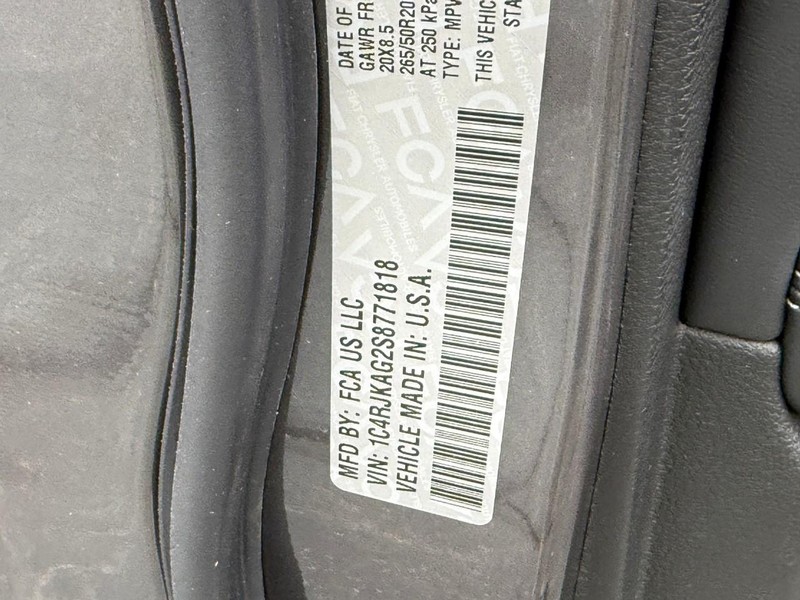 MFD BY: FCA US LLC
DATE OF
VIN: 1C4RJKAG2S8771818
GAWR FR
VEHICLE MADE IN: U.S.A.
20X8.5
265/50R20
AT 250 kPa
TYPE: MPV
THIS VEHIC
STA
FCA